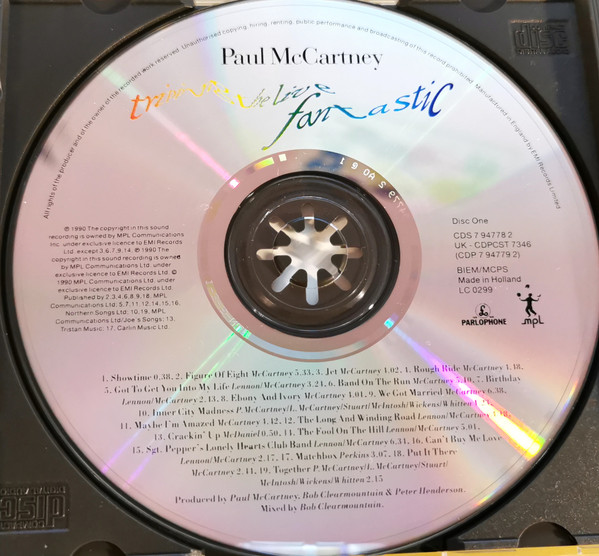 All rights of the producer and of the owner of the recorded work reserved. Unauthorised copying, hiring, renting, public performance and broadcasting of this record prohibited. Manufactured in England by EMI Records Limited.
Paul McCartney
tripping the live
fantastic
Disc One
CDS 7 94778 2
UK - CDPCST 7346
(CDP 7 94779 2)
BIEM/MCPS
Made in Holland
LC 0299
PARLOPHONE
mpL
℗ 1990 The copyright in this sound
recording is owned by MPL Communications
Inc. under exclusive licence to EMI Records
Ltd. except 3.6.7.9.14. ℗ 1990 The
copyright in this sound recording is owned
by MPL Communications Ltd. under
exclusive licence to EMI Records Ltd. ©
1990 MPL Communications Ltd. under
exclusive licence to EMI Records Ltd.
Published by 2.3.4.6.8.9.18. MPL
Communications Ltd; 5.7.11.12.14.15.16.
Northern Songs Ltd; 10.19. MPL
Communications Ltd/Joe's Songs; 13.
Tristan Music; 17. Carlin Music Ltd.
1. Showtime 0.38. 2. Figure Of Eight McCartney 5.33. 3. Jet McCartney 4.02. 4. Rough Ride McCartney 4.48.
5. Got To Get You Into My Life Lennon/McCartney 3.21. 6. Band On The Run McCartney 5.10. 7. Birthday
Lennon/McCartney 2.43. 8. Ebony And Ivory McCartney 4.01. 9. We Got Married McCartney 6.38.
10. Inner City Madness P. McCartney/L. McCartney/Stuart/McIntosh/Wickens/Whitten
11. Maybe I'm Amazed McCartney 4.42. 12. The Long And Winding Road Lennon/McCartney
13. Crackin' Up McDaniel 0.50. 14. The Fool On The Hill Lennon/McCartney 5.01.
15. Sgt. Pepper's Lonely Hearts Club Band Lennon/McCartney 6.34. 16. Can't Buy Me Love
Lennon/McCartney 2.17. 17. Matchbox Perkins 3.07. 18. Put It There
McCartney 2.44. 19. Together P. McCartney/L. McCartney/Stuart/
McIntosh/Wickens/Whitten 2.15
Produced by Paul McCartney, Bob Clearmountain & Peter Henderson.
Mixed by Bob Clearmountain.